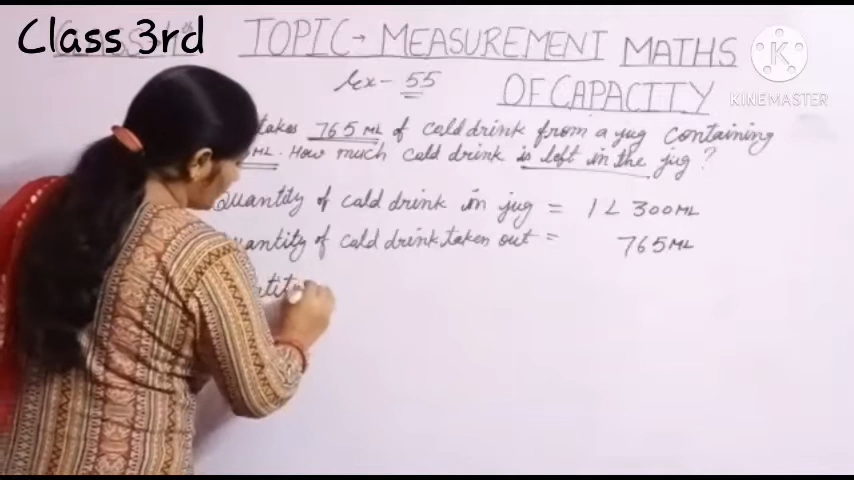 Class 3rd
TOPIC → MEASUREMENT MATHS
Ex - 55 OF CAPACITY
KINEMASTER
takes 765 ML of cold drink from a jug containing
ML. How much cold drink is left in the jug?
Quantity of cold drink in jug = 1 L 300 ML
uantity of cold drink taken out = 765 ML